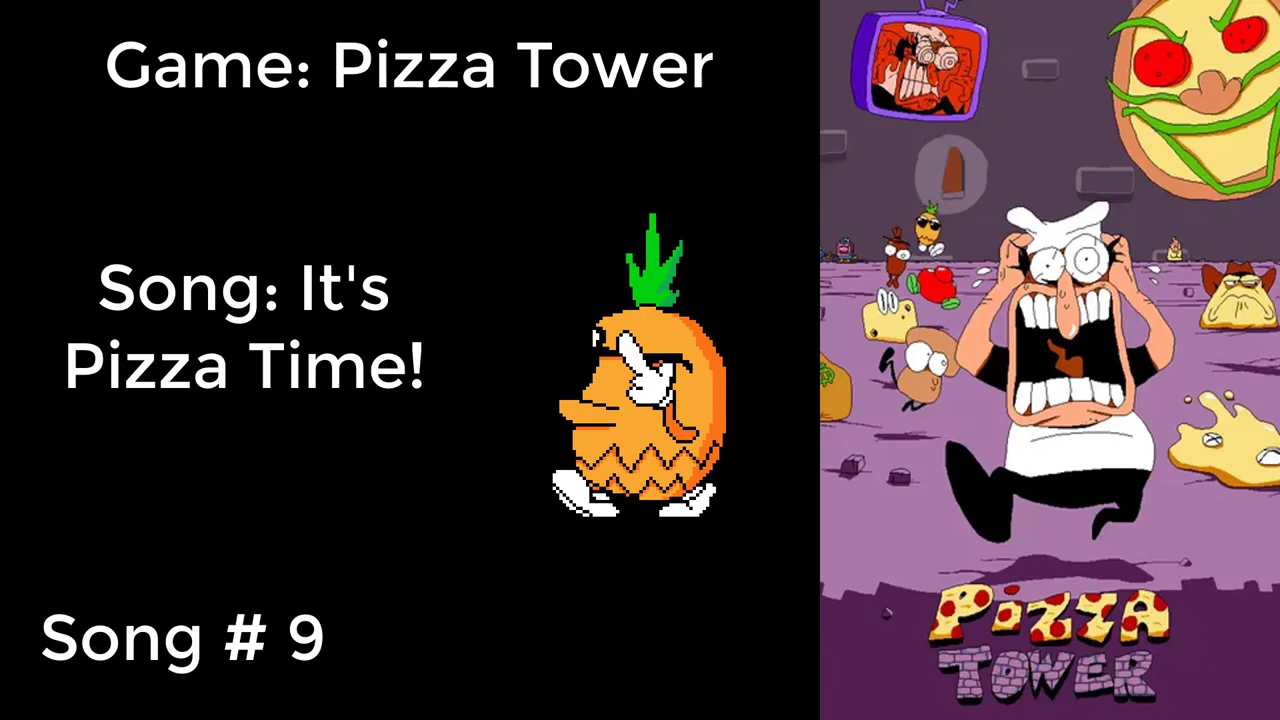 Game: Pizza Tower
Song: It's
Pizza Time!
Song # 9
PIZZA
TOWER